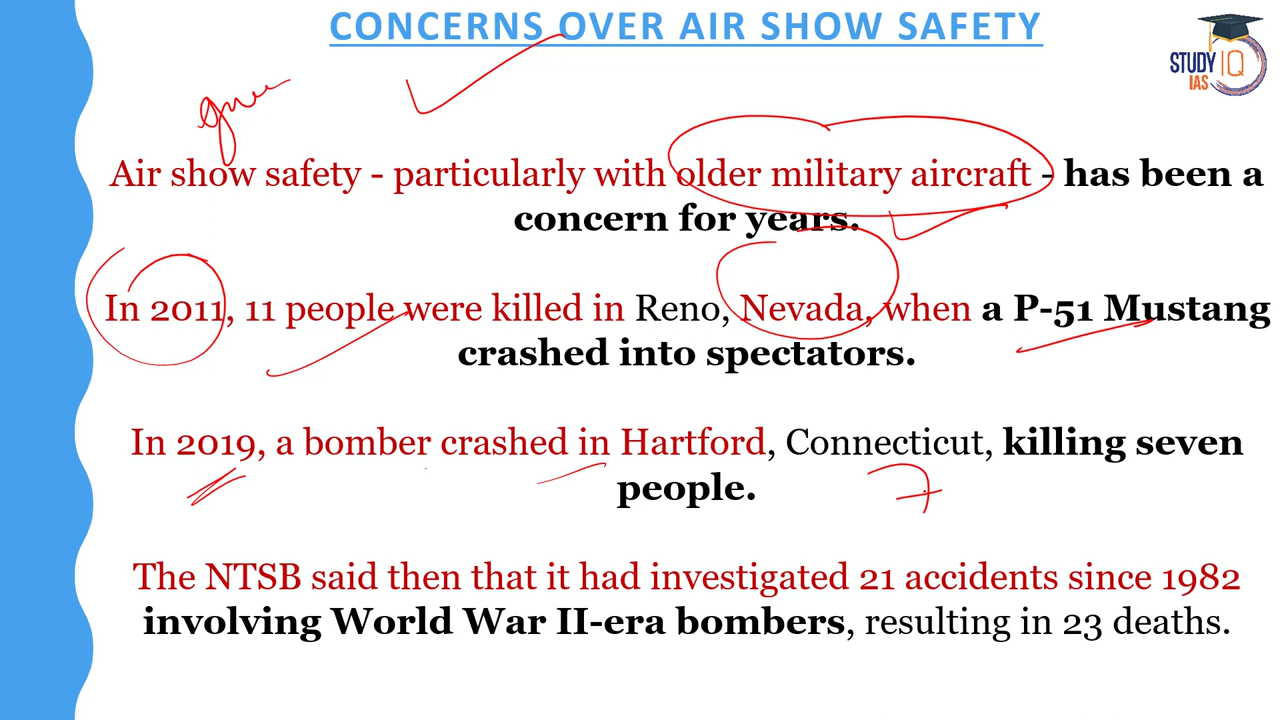 CONCERNS OVER AIR SHOW SAFETY
STUDY IQ
IAS
Air show safety - particularly with older military aircraft - has been a
concern for years.
In 2011, 11 people were killed in Reno, Nevada, when a P-51 Mustang
crashed into spectators.
In 2019, a bomber crashed in Hartford, Connecticut, killing seven
people.
7
The NTSB said then that it had investigated 21 accidents since 1982
involving World War II-era bombers, resulting in 23 deaths.